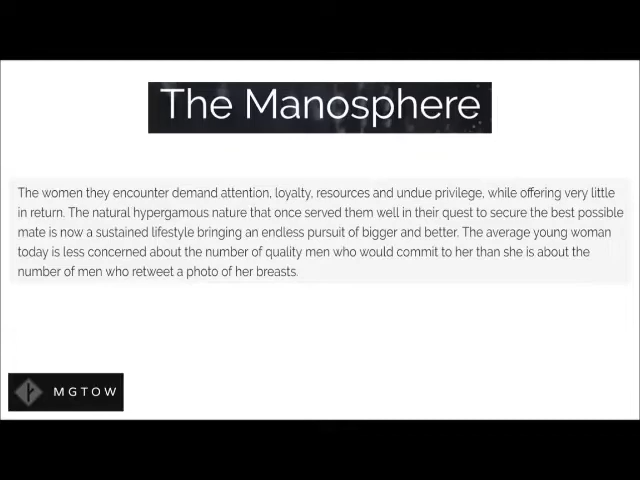 The Manosphere
The women they encounter demand attention, loyalty, resources and undue privilege, while offering very little
in return. The natural hypergamous nature that once served them well in their quest to secure the best possible
mate is now a sustained lifestyle bringing an endless pursuit of bigger and better. The average young woman
today is less concerned about the number of quality men who would commit to her than she is about the
number of men who retweet a photo of her breasts.
MGTOW